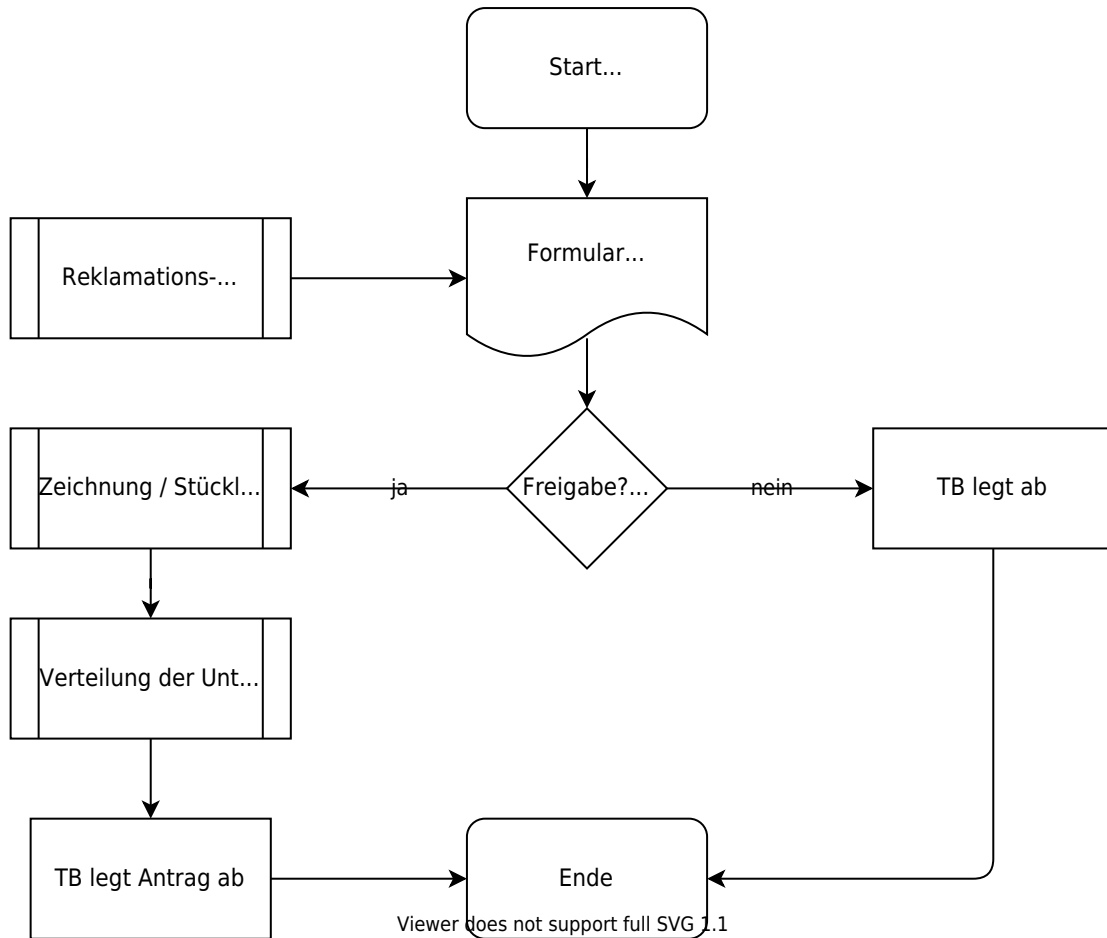 Start...
Formular...
Reklamations-...
Zeichnung / Stückl...
ja
Freigabe?...
nein
TB legt ab
Verteilung der Unt...
TB legt Antrag ab
Ende
Viewer does not support full SVG 1.1